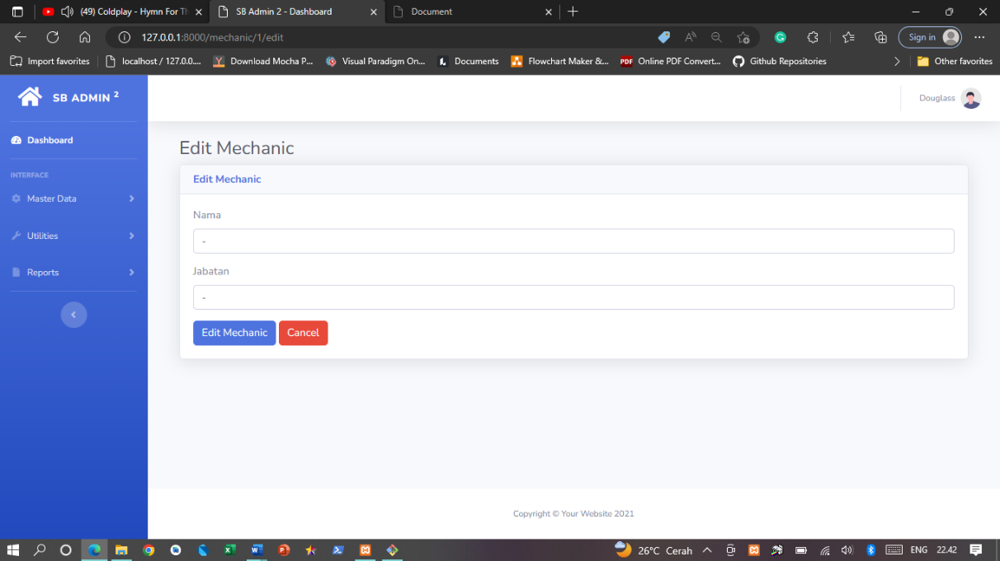 (49) Coldplay - Hymn For Th
SB Admin 2 - Dashboard
Document
127.0.0.1:8000/mechanic/1/edit
Sign in
Import favorites
localhost / 127.0.0....
Download Mocha P...
Visual Paradigm On...
Documents
Flowchart Maker &...
PDF Online PDF Convert...
Github Repositories
Other favorites
SB ADMIN 2
Douglass
Dashboard
INTERFACE
Master Data
Utilities
Reports
Edit Mechanic
Edit Mechanic
Nama
-
Jabatan
-
Edit Mechanic
Cancel
Copyright © Your Website 2021
26°C Cerah
ENG
22.42